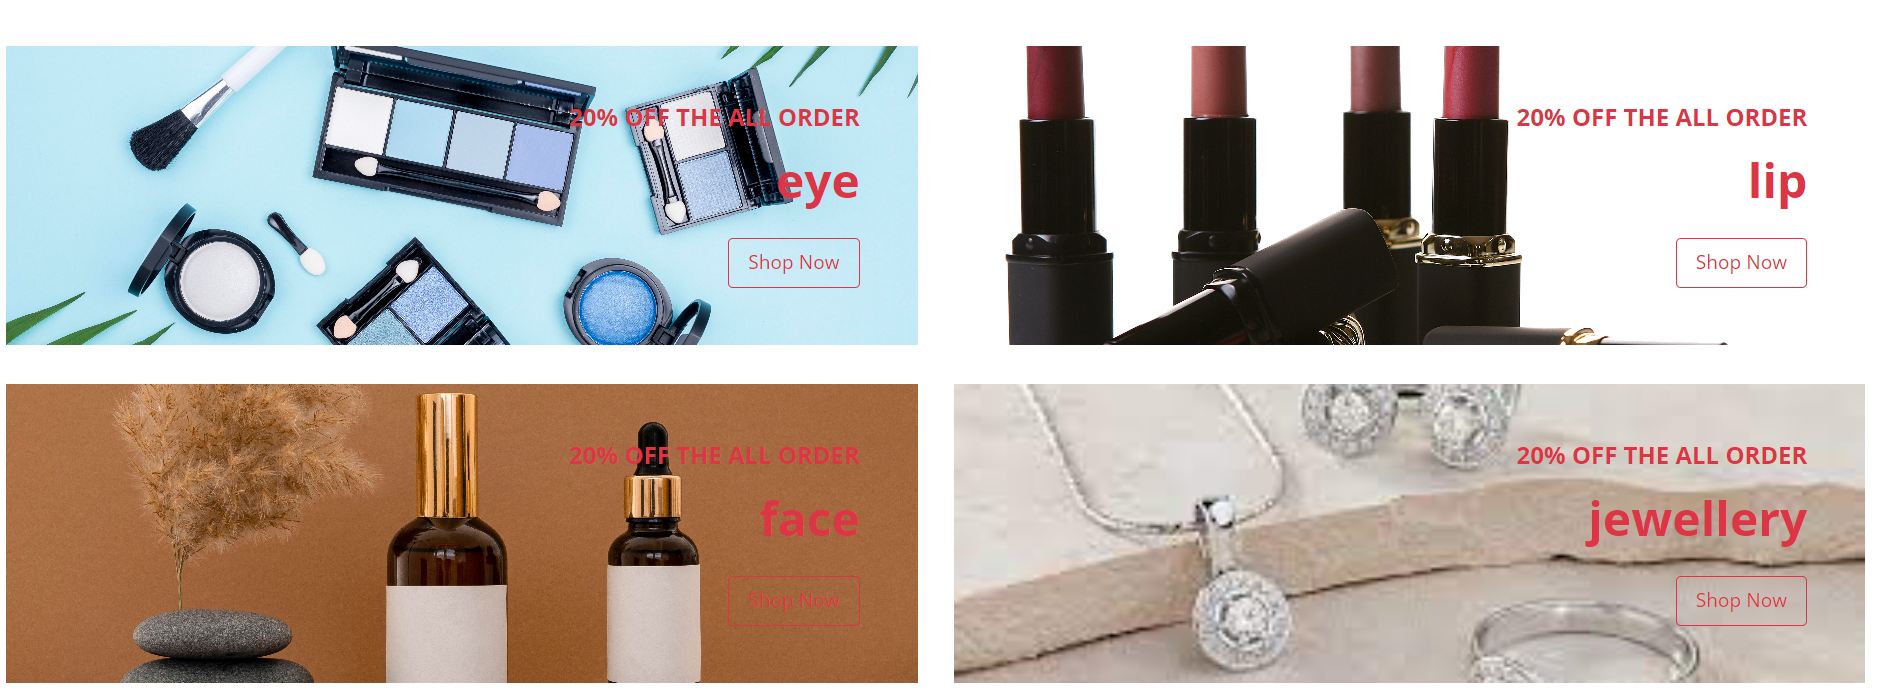 20% OFF THE ALL ORDER
eye
Shop Now
20% OFF THE ALL ORDER
lip
Shop Now
20% OFF THE ALL ORDER
face
Shop Now
20% OFF THE ALL ORDER
jewellery
Shop Now